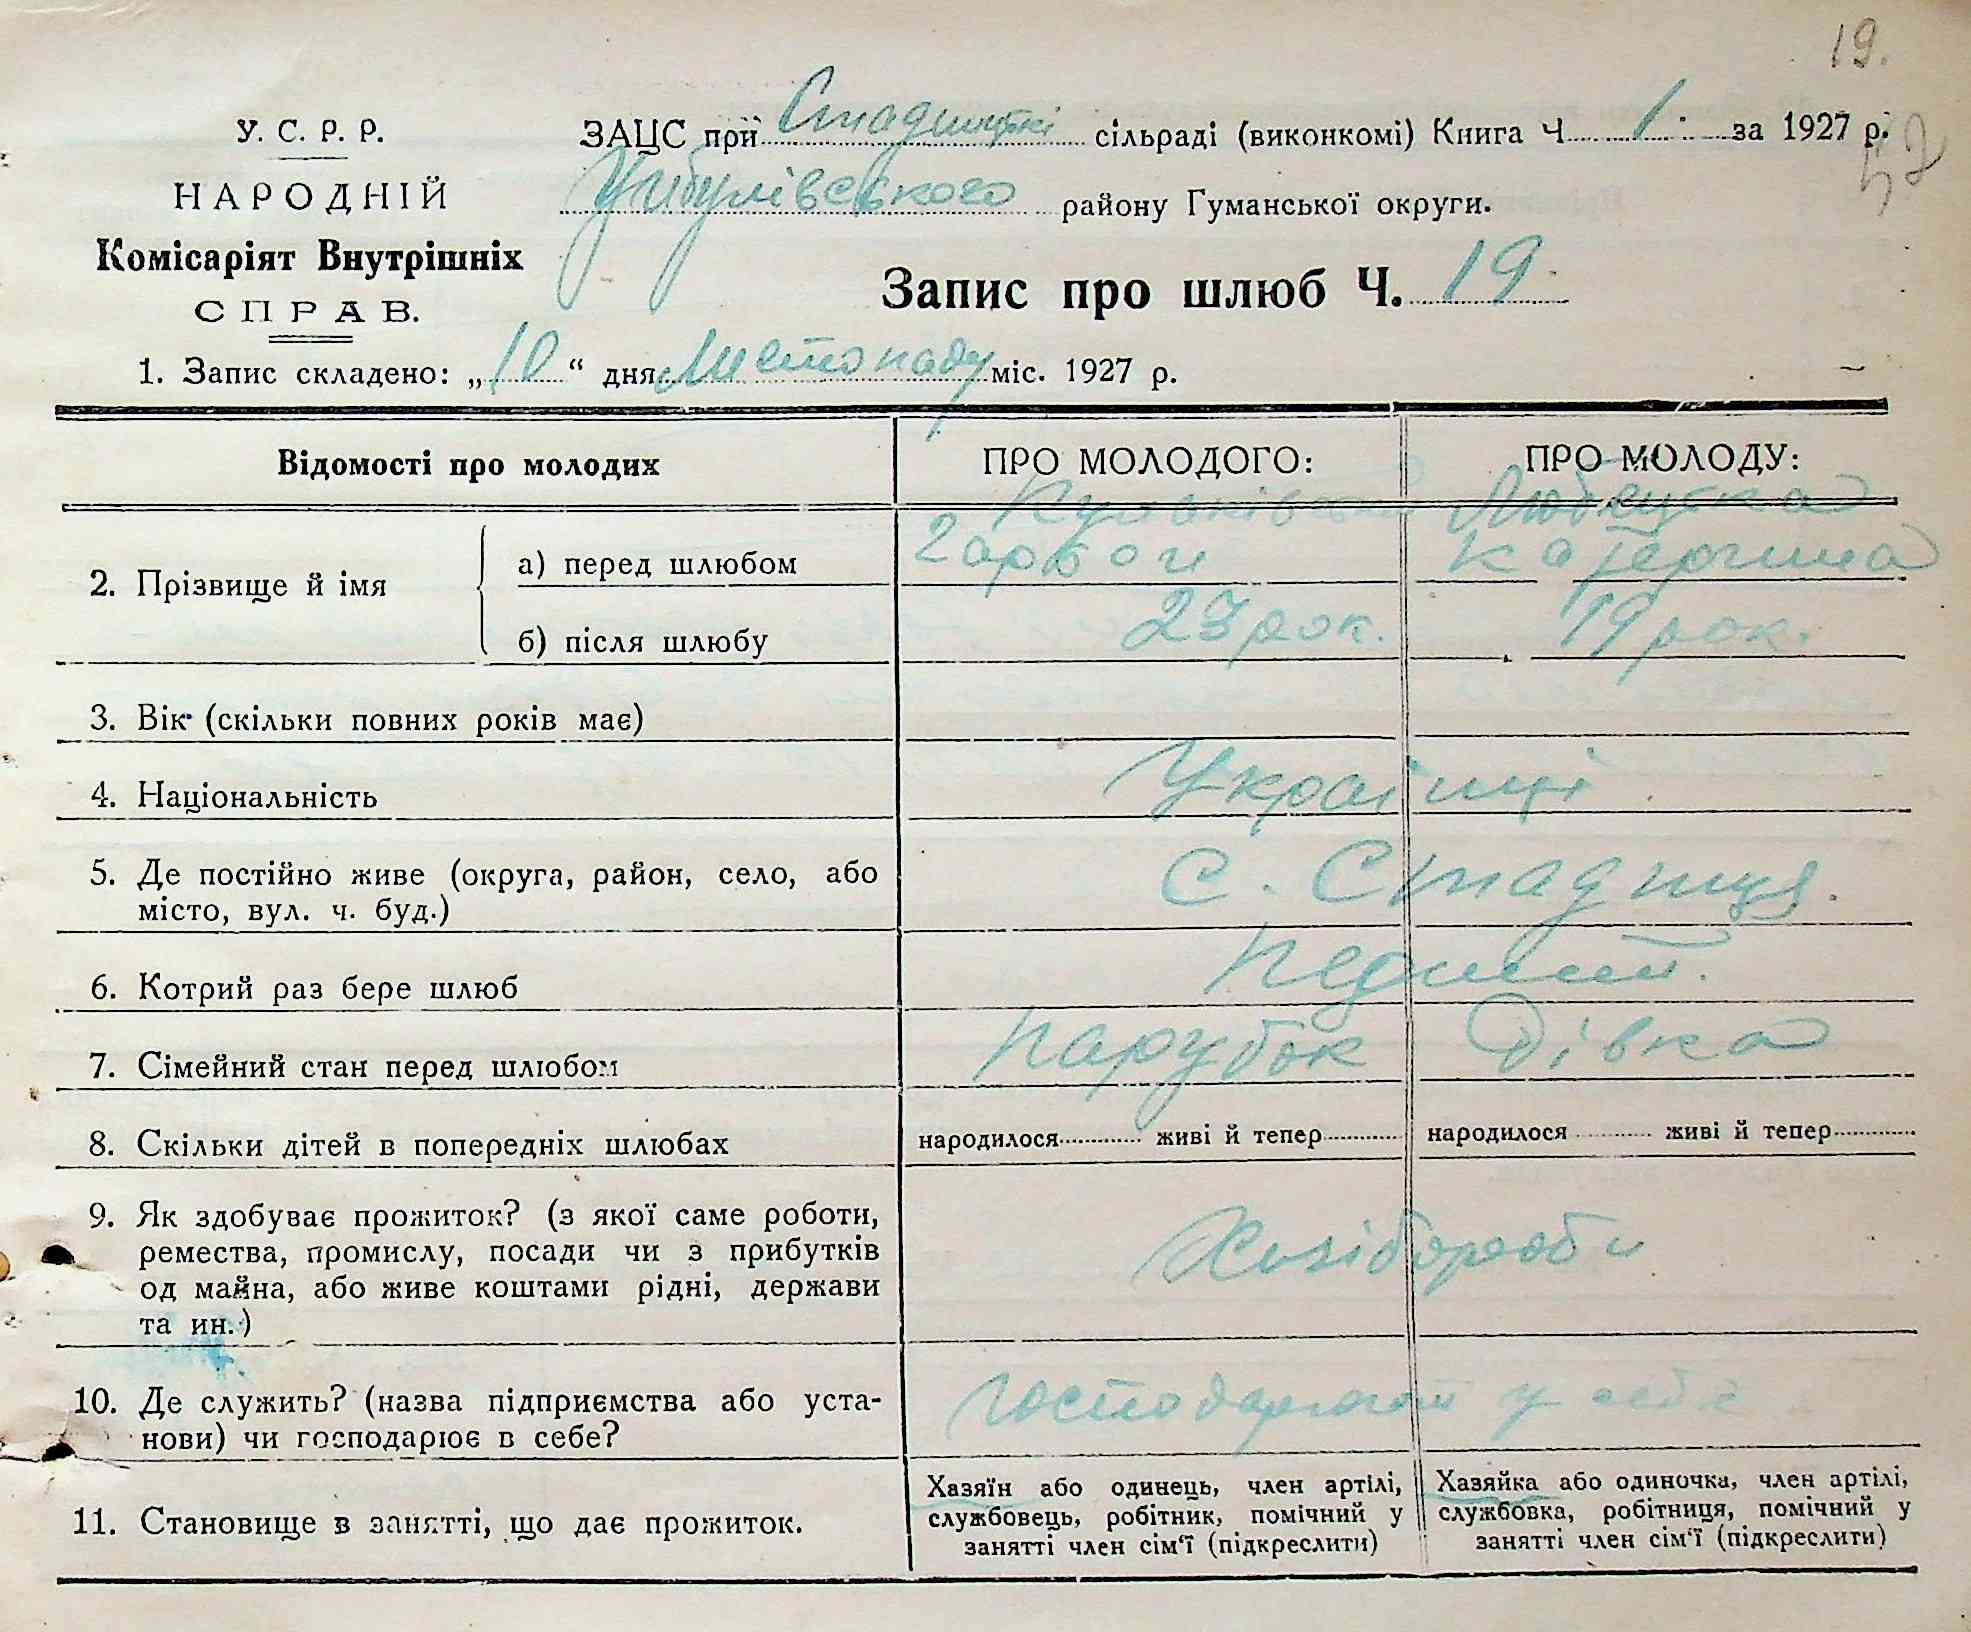 19.
У. С. Р. Р.
ЗАЦС при Стадницькі сільраді (виконкомі) Книга Ч. 1. за 1927 р.
42
НАРОДНІЙ
Цибулівського району Гуманської округи.
Комісаріят Внутрішніх
СПРАВ.
Запис про шлюб Ч. 19.
1. Запис складено: „10“ дня Листопаду міс. 1927 р.
Відомості про молодих
ПРО МОЛОДОГО:
ПРО МОЛОДУ:
2. Прізвище й імя
а) перед шлюбом
Катерина
б) після шлюбу
23 рок. 19 рок.
3. Вік (скільки повних років має)
4. Національність
Українці
5. Де постійно живе (округа, район, село, або
місто, вул. ч. буд.)
С. Стадниця.
6. Котрий раз бере шлюб
7. Сімейний стан перед шлюбом
парубок Дівка
8. Скільки дітей в попередніх шлюбах
народилося живі й тепер
народилося живі й тепер
9. Як здобуває прожиток? (з якої саме роботи,
ремества, промислу, посади чи з прибутків
од майна, або живе коштами рідні, держави
та ин.)
Хлібороби
10. Де служить? (назва підприємства або уста-
нови) чи господарює в себе?
у себе
11. Становище в занятті, що дає прожиток.
Хазяїн або одинець, член артілі,
службовець, робітник, помічний у
занятті член сім'ї (підкреслити)
Хазяйка або одиночка, член артілі,
службовка, робітниця, помічний у
занятті член сім'ї (підкреслити)